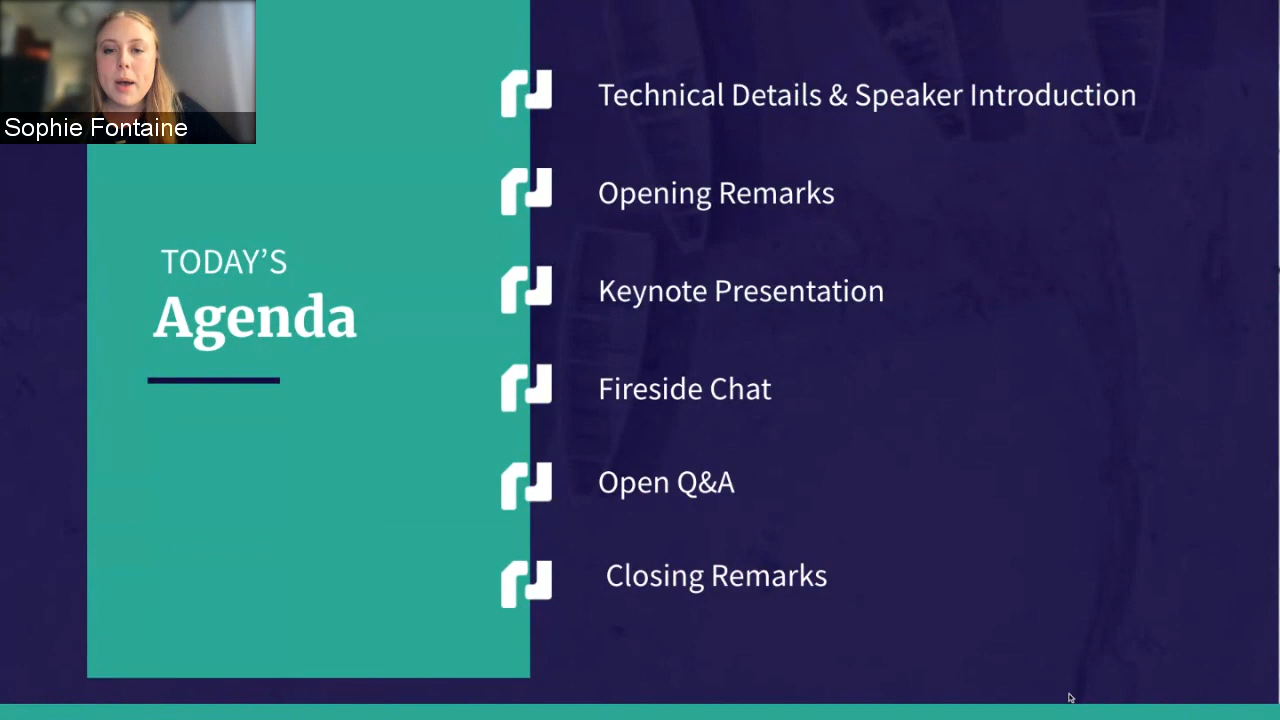 Sophie Fontaine
TODAY’S
Agenda
Technical Details & Speaker Introduction
Opening Remarks
Keynote Presentation
Fireside Chat
Open Q&A
Closing Remarks